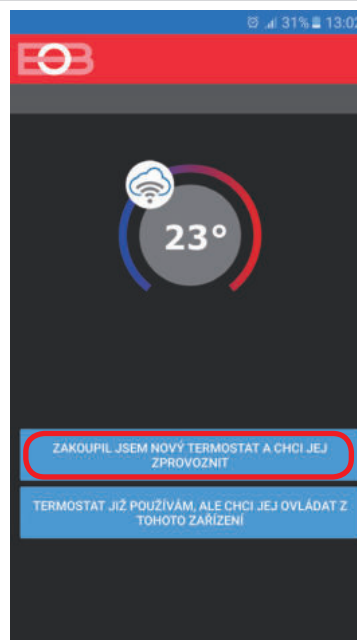 31% 13:02
EOB
23°
ZAKOUPIL JSEM NOVÝ TERMOSTAT A CHCI JEJ
ZPROVOZNIT
TERMOSTAT JIŽ POUŽÍVÁM, ALE CHCI JEJ OVLÁDAT Z
TOHOTO ZAŘÍZENÍ